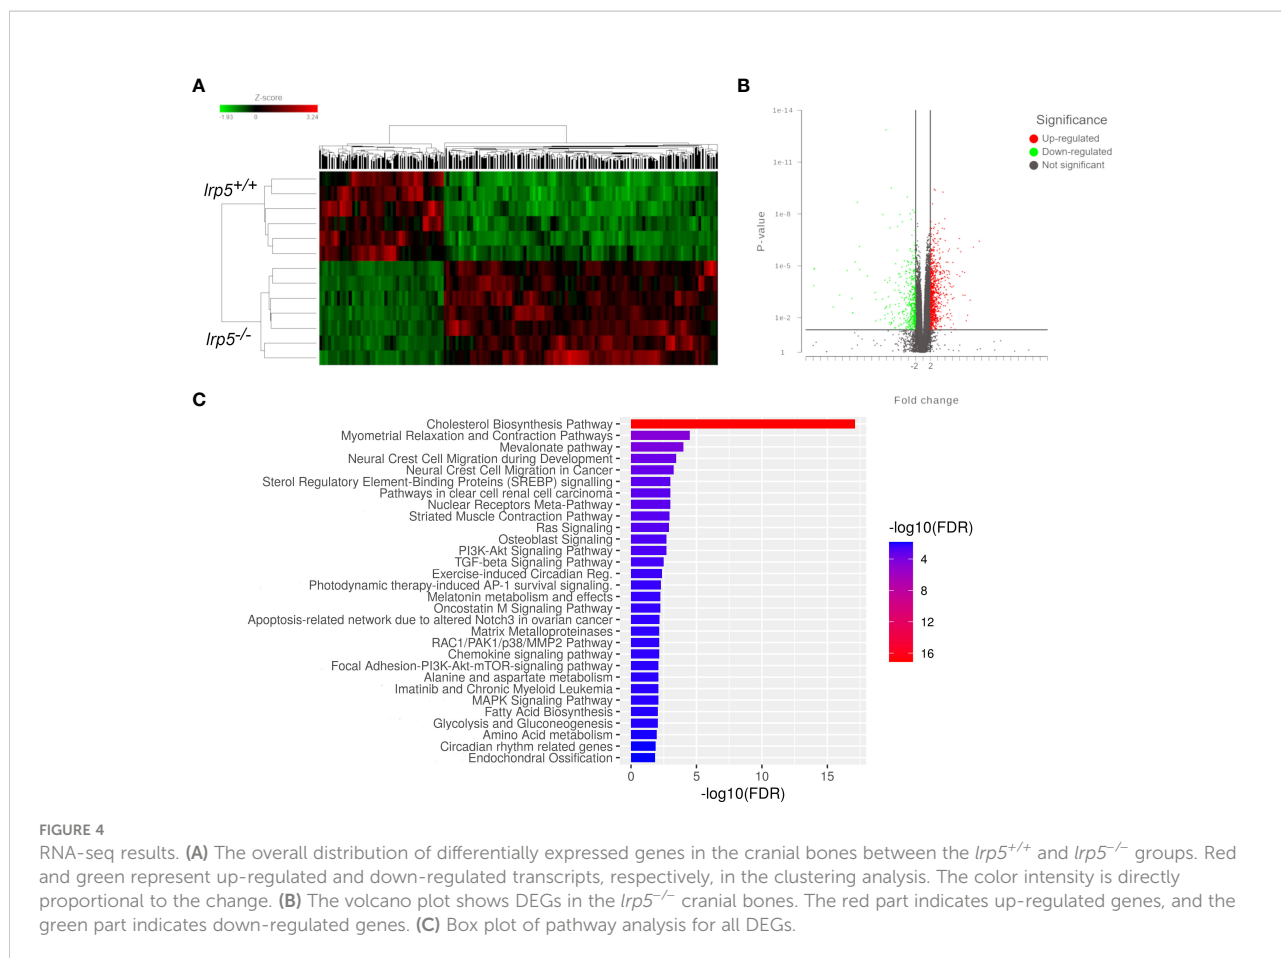 A
Z-score
-1.93 0 3.24
lrp5+/+
lrp5-/-
B
1e-14
1e-11
1e-8
1e-5
1e-2
1
P-value
-2 2
Fold change
Significance
Up-regulated
Down-regulated
Not significant
C
Cholesterol Biosynthesis Pathway
Myometrial Relaxation and Contraction Pathways
Mevalonate pathway
Neural Crest Cell Migration during Development
Neural Crest Cell Migration in Cancer
Sterol Regulatory Element-Binding Proteins (SREBP) signalling
Pathways in clear cell renal cell carcinoma
Nuclear Receptors Meta-Pathway
Striated Muscle Contraction Pathway
Ras Signaling
Osteoblast Signaling
PI3K-Akt Signaling Pathway
TGF-beta Signaling Pathway
Exercise-induced Circadian Reg.
Photodynamic therapy-induced AP-1 survival signaling.
Melatonin metabolism and effects
Oncostatin M Signaling Pathway
Apoptosis-related network due to altered Notch3 in ovarian cancer
Matrix Metalloproteinases
RAC1/PAK1/p38/MMP2 Pathway
Chemokine signaling pathway
Focal Adhesion-PI3K-Akt-mTOR-signaling pathway
Alanine and aspartate metabolism
Imatinib and Chronic Myeloid Leukemia
MAPK Signaling Pathway
Fatty Acid Biosynthesis
Glycolysis and Gluconeogenesis
Amino Acid metabolism
Circadian rhythm related genes
Endochondral Ossification
0 5 10 15
-log10(FDR)
-log10(FDR)
4
8
12
16
FIGURE 4
RNA-seq results. (A) The overall distribution of differentially expressed genes in the cranial bones between the lrp5+/+ and lrp5−/− groups. Red
and green represent up-regulated and down-regulated transcripts, respectively, in the clustering analysis. The color intensity is directly
proportional to the change. (B) The volcano plot shows DEGs in the lrp5−/− cranial bones. The red part indicates up-regulated genes, and the
green part indicates down-regulated genes. (C) Box plot of pathway analysis for all DEGs.